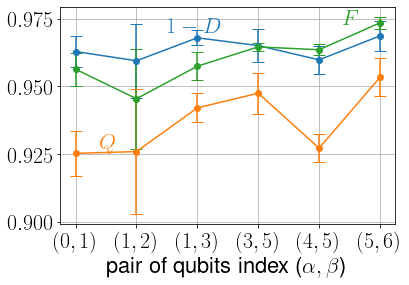 0.975
0.950
0.925
0.900
1 − D
F
Q
(0, 1) (1, 2) (1, 3) (3, 5) (4, 5) (5, 6)
pair of qubits index (α, β)